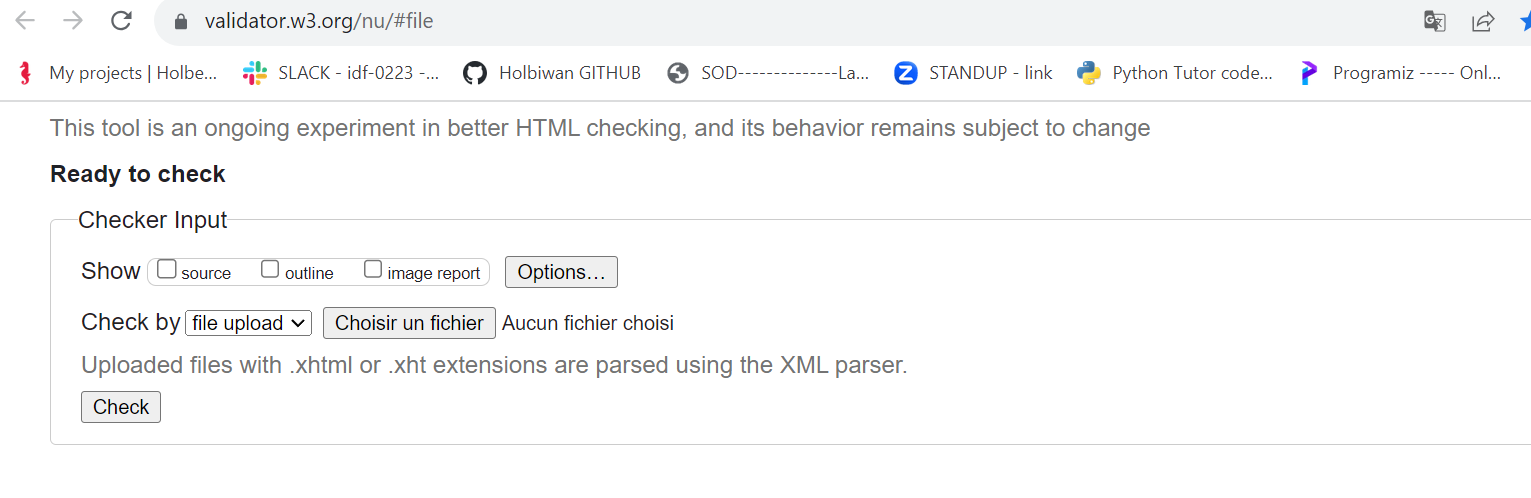 validator.w3.org/nu/#file
My projects | Holbe... SLACK - idf-0223 -... Holbiwan GITHUB SOD--------------La... STANDUP - link Python Tutor code... Programiz ----- Onl...
This tool is an ongoing experiment in better HTML checking, and its behavior remains subject to change
Ready to check
Checker Input
Show source outline image report Options...
Check by file upload Choisir un fichier Aucun fichier choisi
Uploaded files with .xhtml or .xht extensions are parsed using the XML parser.
Check